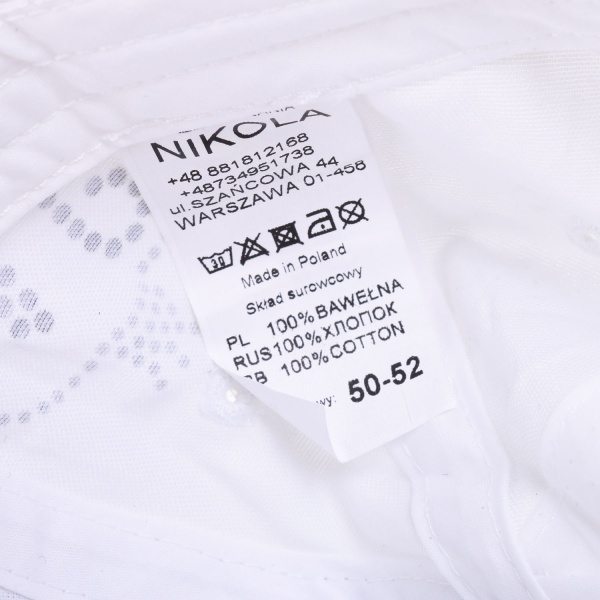 NIKOLA
+48 881812168
+48734951738
ul.SZAŃCOWA 44
WARSZAWA 01-458
30
Made in Poland
Skład surowcowy
PL 100% BAWEŁNA
RUS 100% ХЛОПОК
100% COTTON
50-52